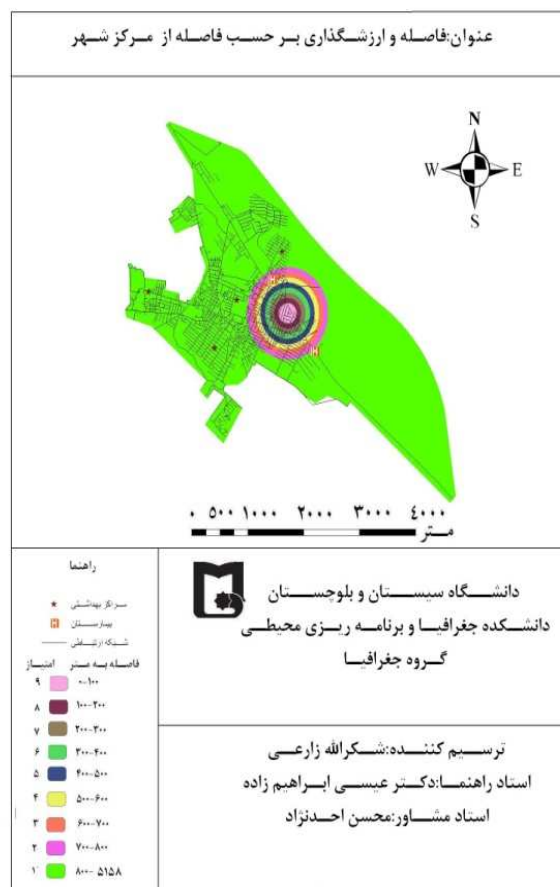 عنوان:فاصله و ارزشگذاری بر حسب فاصله از مرکز شهر
N
W E
S
۰ ۵۰۰ ۱۰۰۰ ۲۰۰۰ ۳۰۰۰ ۴۰۰۰
متر
راهنما
مراکز بهداشتی
H بیمارستان
شبکه ارتباطی
فاصله به متر امتیاز
۰-۱۰۰ ۹
۱۰۰-۲۰۰ ۸
۲۰۰-۳۰۰ ۷
۳۰۰-۴۰۰ ۶
۴۰۰-۵۰۰ ۵
۵۰۰-۶۰۰ ۴
۶۰۰-۷۰۰ ۳
۷۰۰-۸۰۰ ۲
۸۰۰-۵۱۵۸ ۱
دانشگاه سیستان و بلوچستان
دانشکده جغرافیا و برنامه ریزی محیطی
گروه جغرافیا
ترسیم کننده:شکرالله زارعی
استاد راهنما:دکتر عیسی ابراهیم زاده
استاد مشاور:محسن احدنژاد